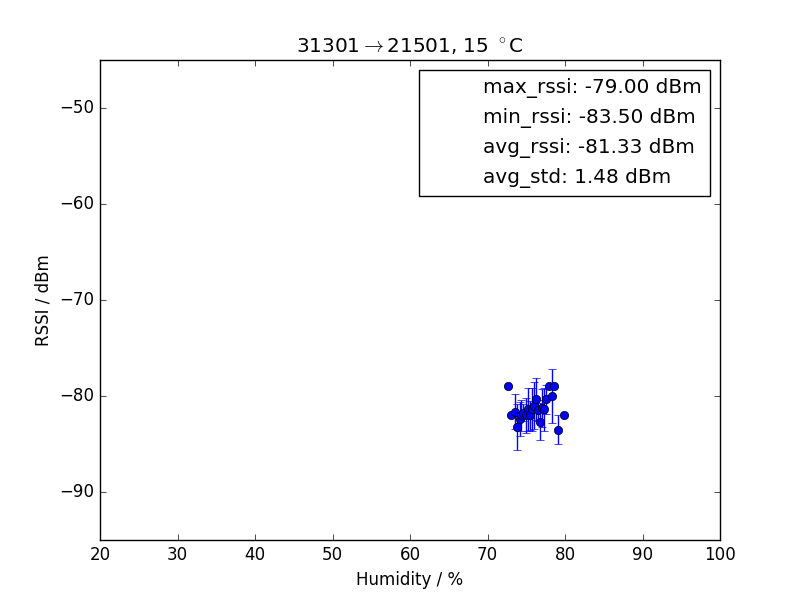 31301→21501, 15 °C
max_rssi: -79.00 dBm
min_rssi: -83.50 dBm
avg_rssi: -81.33 dBm
avg_std: 1.48 dBm
RSSI / dBm
−50
−60
−70
−80
−90
20 30 40 50 60 70 80 90 100
Humidity / %